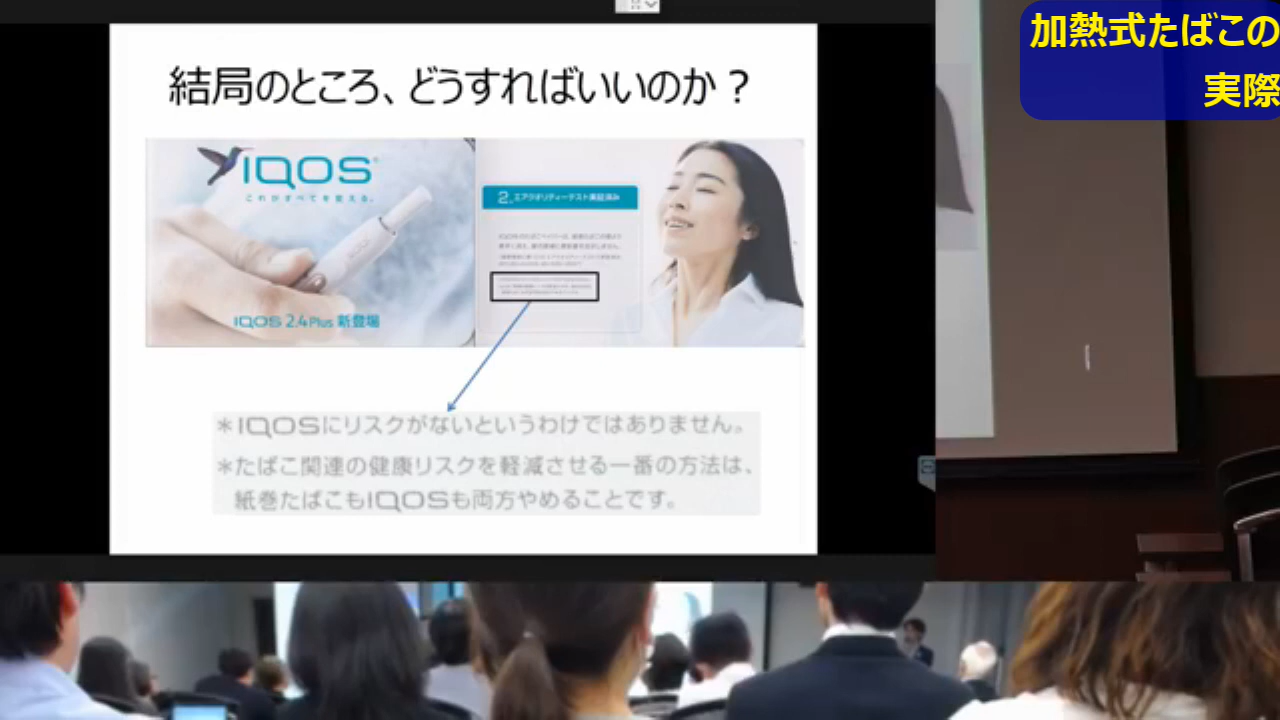 加熱式たばこの
実際
結局のところ、どうすればいいのか？
IQOS
これがすべてを変える。
IQOS 2.4Plus 新登場
2.エアクオリティーテスト実証済み
＊IQOSにリスクがないというわけではありません。
＊たばこ関連の健康リスクを軽減させる一番の方法は、
紙巻たばこもIQOSも両方やめることです。